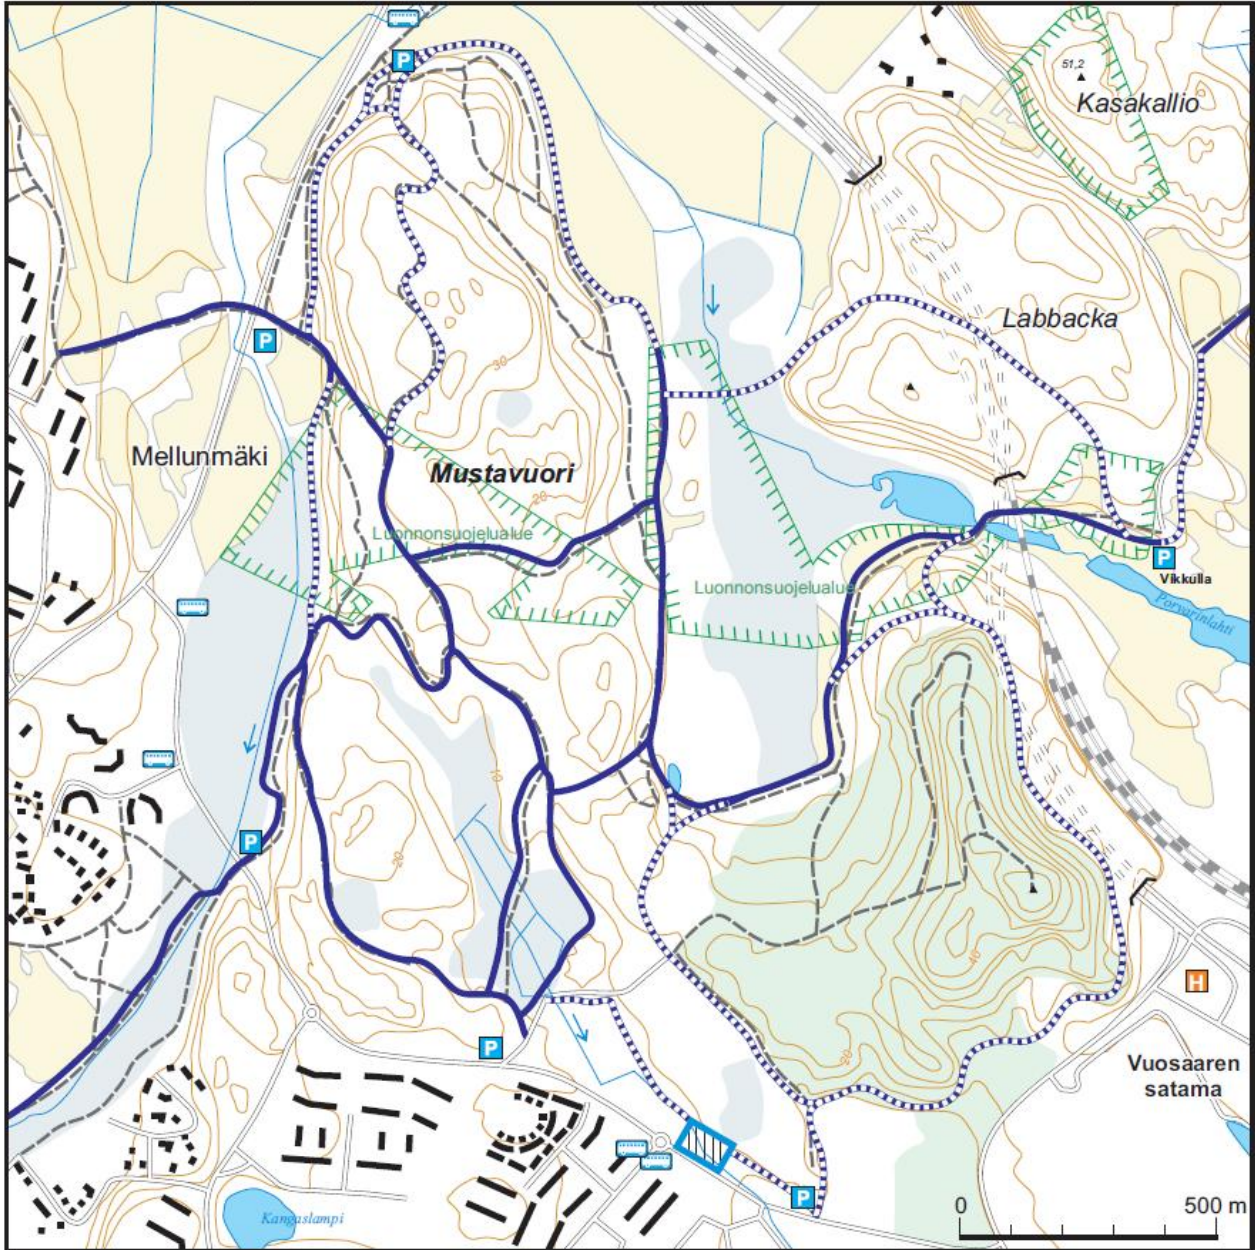 P
51,2
Kasakallio
Labbacka
P
30
Mellunmäki
Mustavuori
20
Luonnonsuojelualue
P
Vikkulla
Luonnonsuojelualue
Porvarinlahti
10
P
20
40
H
P
20
Vuosaaren
satama
P
0
500 m
Kangaslampi